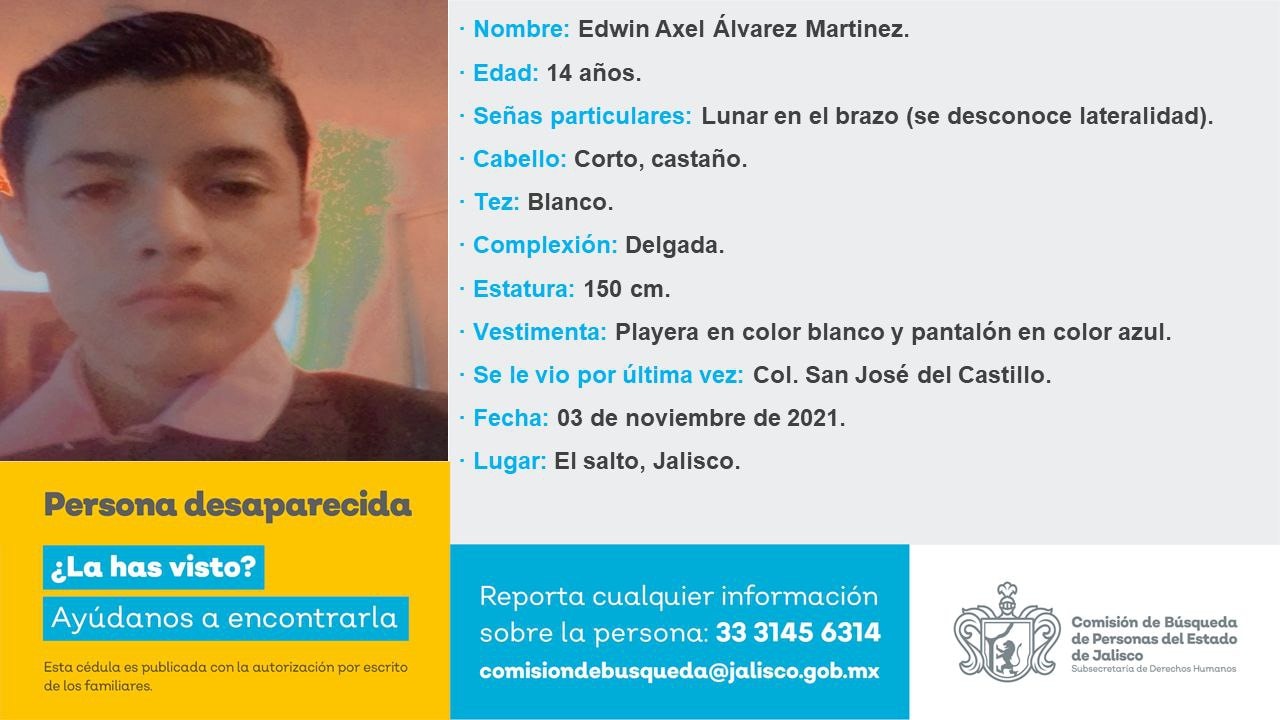 · Nombre: Edwin Axel Álvarez Martinez.
· Edad: 14 años.
· Señas particulares: Lunar en el brazo (se desconoce lateralidad).
· Cabello: Corto, castaño.
· Tez: Blanco.
· Complexión: Delgada.
· Estatura: 150 cm.
· Vestimenta: Playera en color blanco y pantalón en color azul.
· Se le vio por última vez: Col. San José del Castillo.
· Fecha: 03 de noviembre de 2021.
· Lugar: El salto, Jalisco.
Persona desaparecida
¿La has visto?
Ayúdanos a encontrarla
Esta cédula es publicada con la autorización por escrito
de los familiares.
Reporta cualquier información
sobre la persona: 33 3145 6314
comisiondebusqueda@jalisco.gob.mx
Comisión de Búsqueda
de Personas del Estado
de Jalisco
Subsecretaría de Derechos Humanos